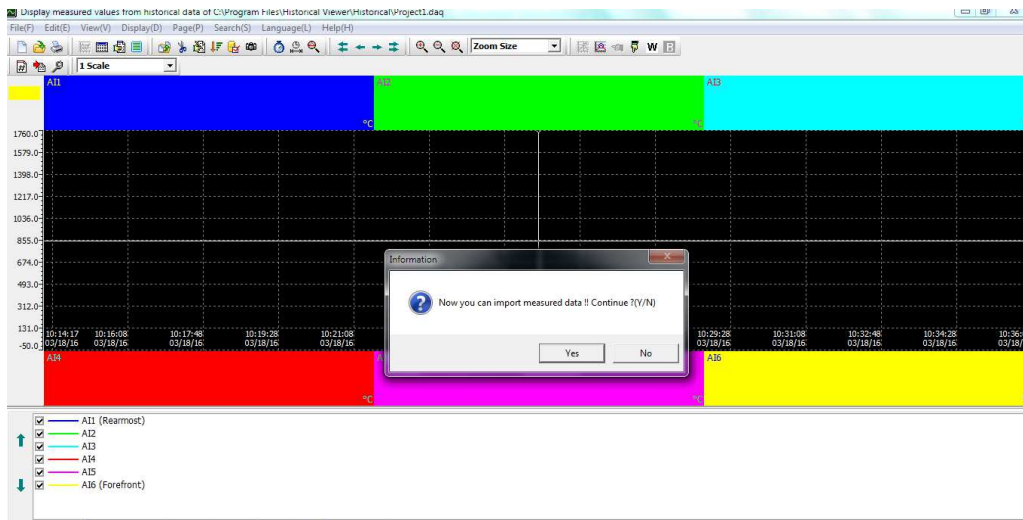 Display measured values from historical data of C:\Program Files\Historical Viewer\Historical\Project1.daq
File(F) Edit(E) View(V) Display(D) Page(P) Search(S) Language(L) Help(H)
Zoom Size
W
1 Scale
AI1
AI2
AI3
°C
°C
1760.0
1579.0
1398.0
1217.0
1036.0
855.0
674.0
493.0
312.0
131.0
-50.0
Information
Now you can import measured data !! Continue ?(Y/N)
Yes No
10:14:17 10:16:08 10:17:48 10:19:28 10:21:08 10:29:28 10:31:08 10:32:48 10:34:28 10:36:
03/18/16 03/18/16 03/18/16 03/18/16 03/18/16 03/18/16 03/18/16 03/18/16 03/18/16 03/18/
AI4
AI6
°C
°C
AI1 (Rearmost)
AI2
AI3
AI4
AI5
AI6 (Forefront)